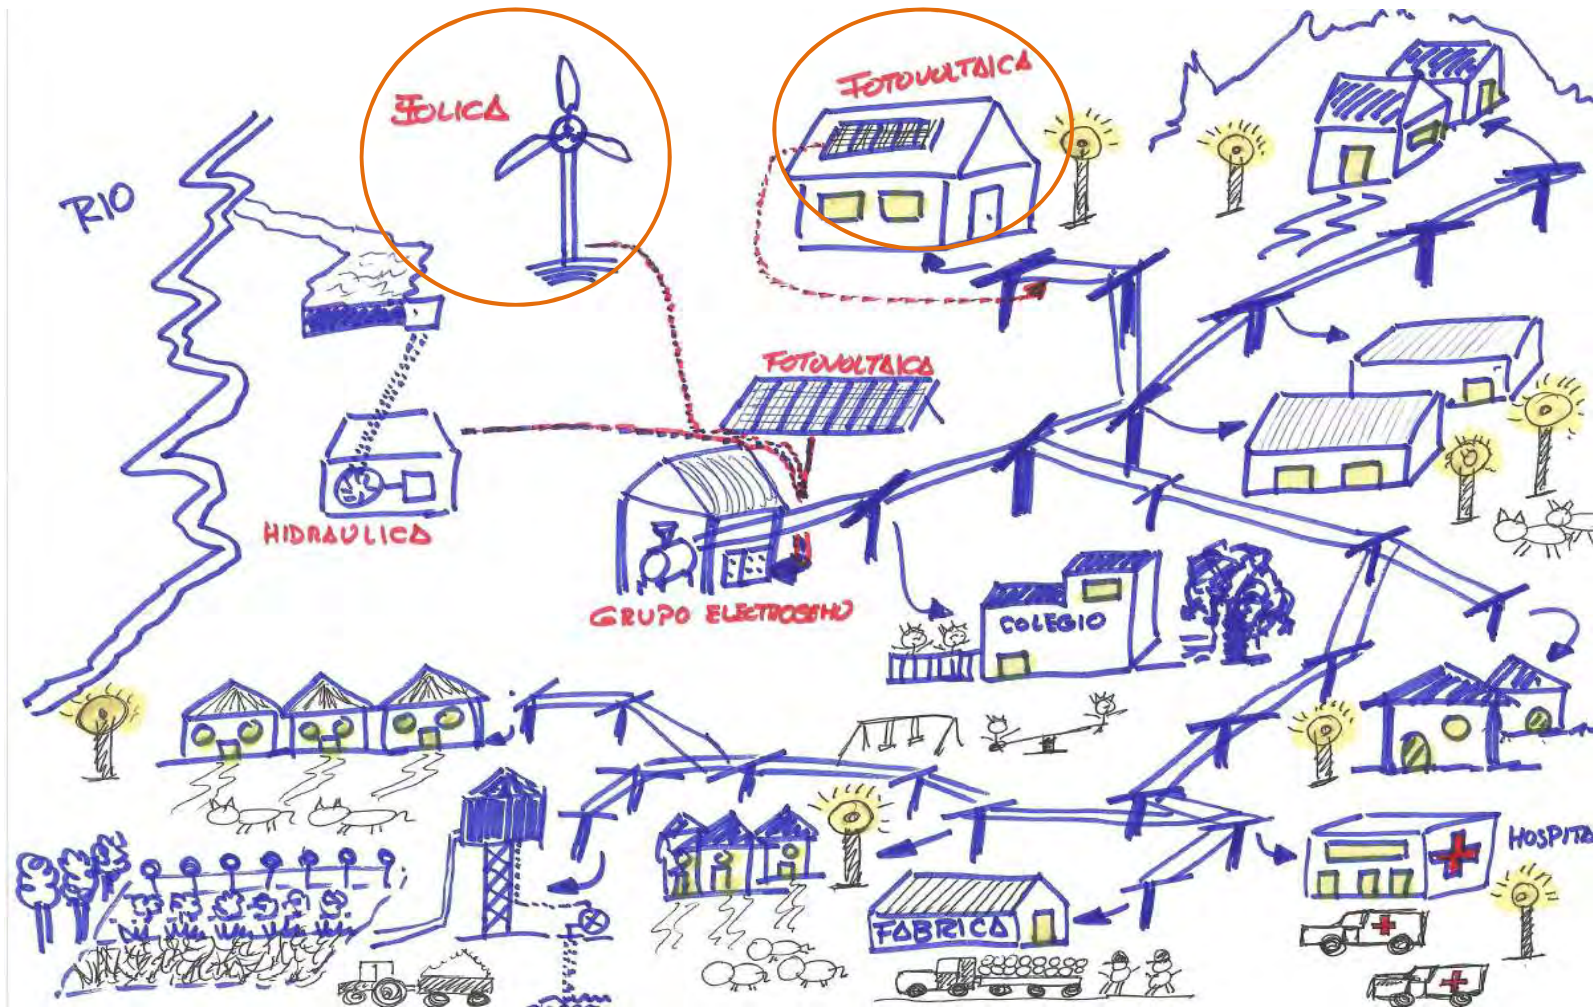 EOLICA
FOTOVOLTAICA
RIO
FOTOVOLTAICA
HIDRAULICA
GRUPO ELECTROGENO
COLEGIO
HOSPITA
FABRICA